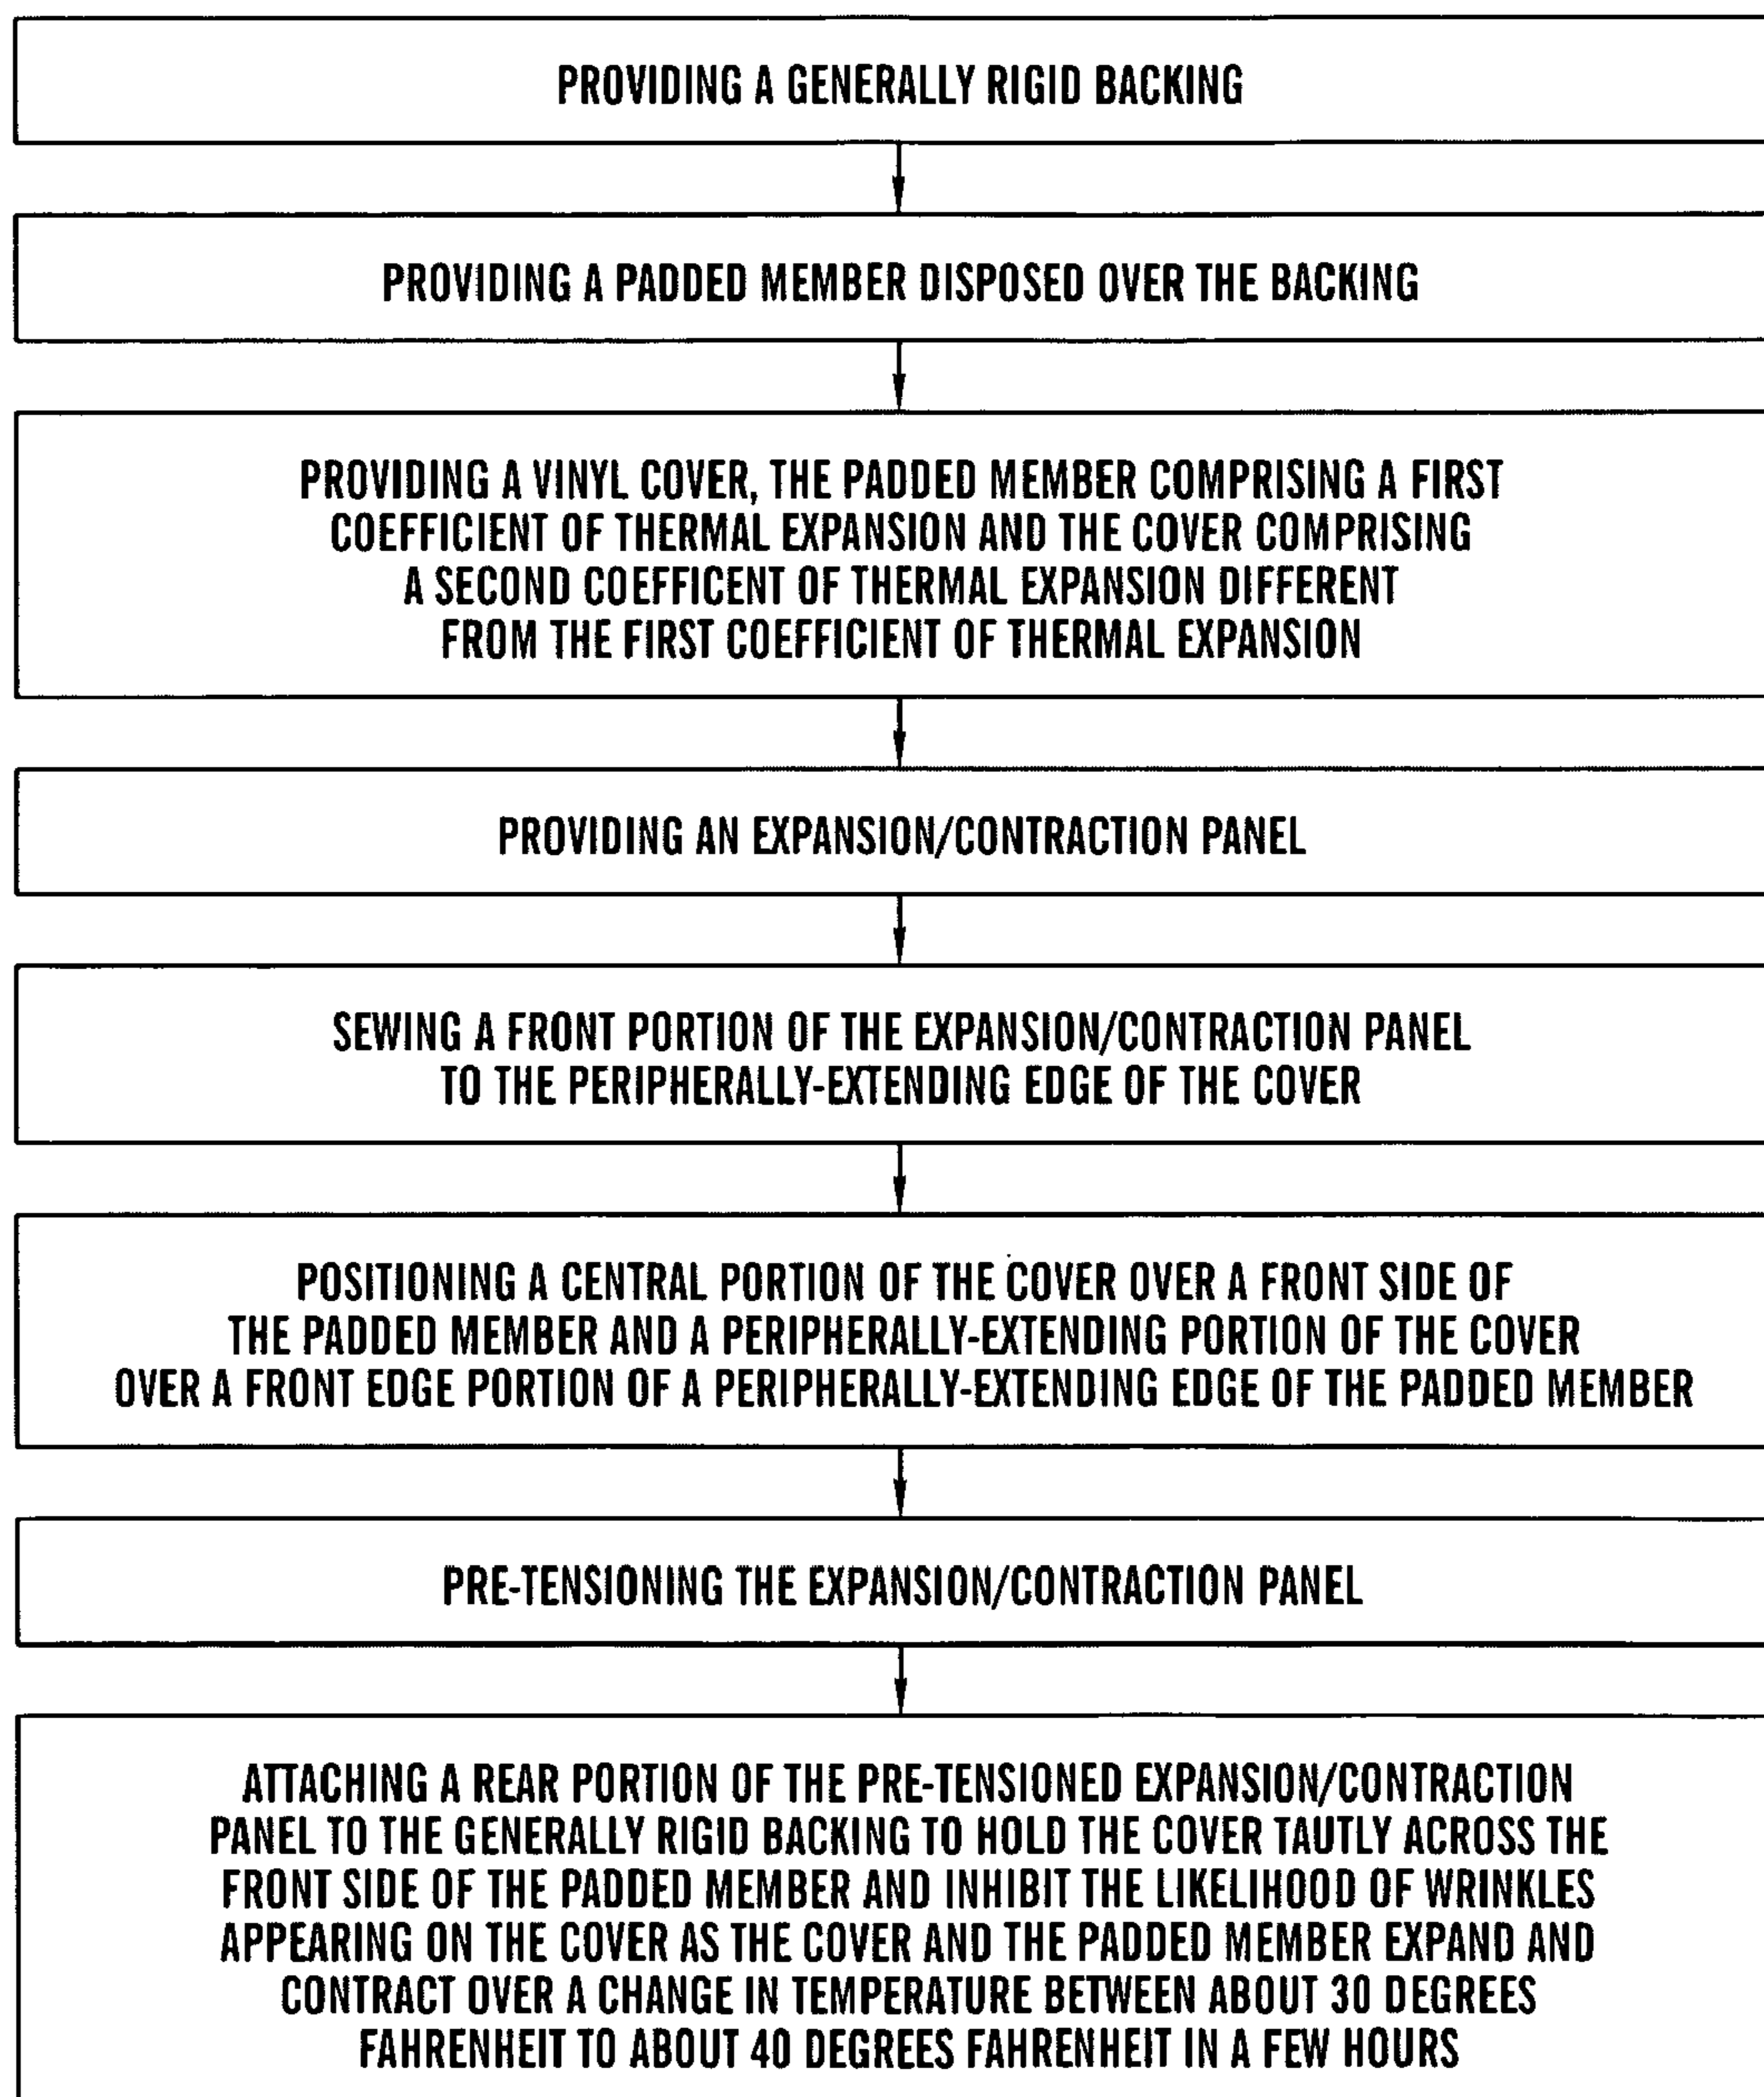 PROVIDING A GENERALLY RIGID BACKING
PROVIDING A PADDED MEMBER DISPOSED OVER THE BACKING
PROVIDING A VINYL COVER, THE PADDED MEMBER COMPRISING A FIRST
COEFFICIENT OF THERMAL EXPANSION AND THE COVER COMPRISING
A SECOND COEFFICENT OF THERMAL EXPANSION DIFFERENT
FROM THE FIRST COEFFICIENT OF THERMAL EXPANSION
PROVIDING AN EXPANSION/CONTRACTION PANEL
SEWING A FRONT PORTION OF THE EXPANSION/CONTRACTION PANEL
TO THE PERIPHERALLY-EXTENDING EDGE OF THE COVER
POSITIONING A CENTRAL PORTION OF THE COVER OVER A FRONT SIDE OF
THE PADDED MEMBER AND A PERIPHERALLY-EXTENDING PORTION OF THE COVER
OVER A FRONT EDGE PORTION OF A PERIPHERALLY-EXTENDING EDGE OF THE PADDED MEMBER
PRE-TENSIONING THE EXPANSION/CONTRACTION PANEL
ATTACHING A REAR PORTION OF THE PRE-TENSIONED EXPANSION/CONTRACTION
PANEL TO THE GENERALLY RIGID BACKING TO HOLD THE COVER TAUTLY ACROSS THE
FRONT SIDE OF THE PADDED MEMBER AND INHIBIT THE LIKELIHOOD OF WRINKLES
APPEARING ON THE COVER AS THE COVER AND THE PADDED MEMBER EXPAND AND
CONTRACT OVER A CHANGE IN TEMPERATURE BETWEEN ABOUT 30 DEGREES
FAHRENHEIT TO ABOUT 40 DEGREES FAHRENHEIT IN A FEW HOURS